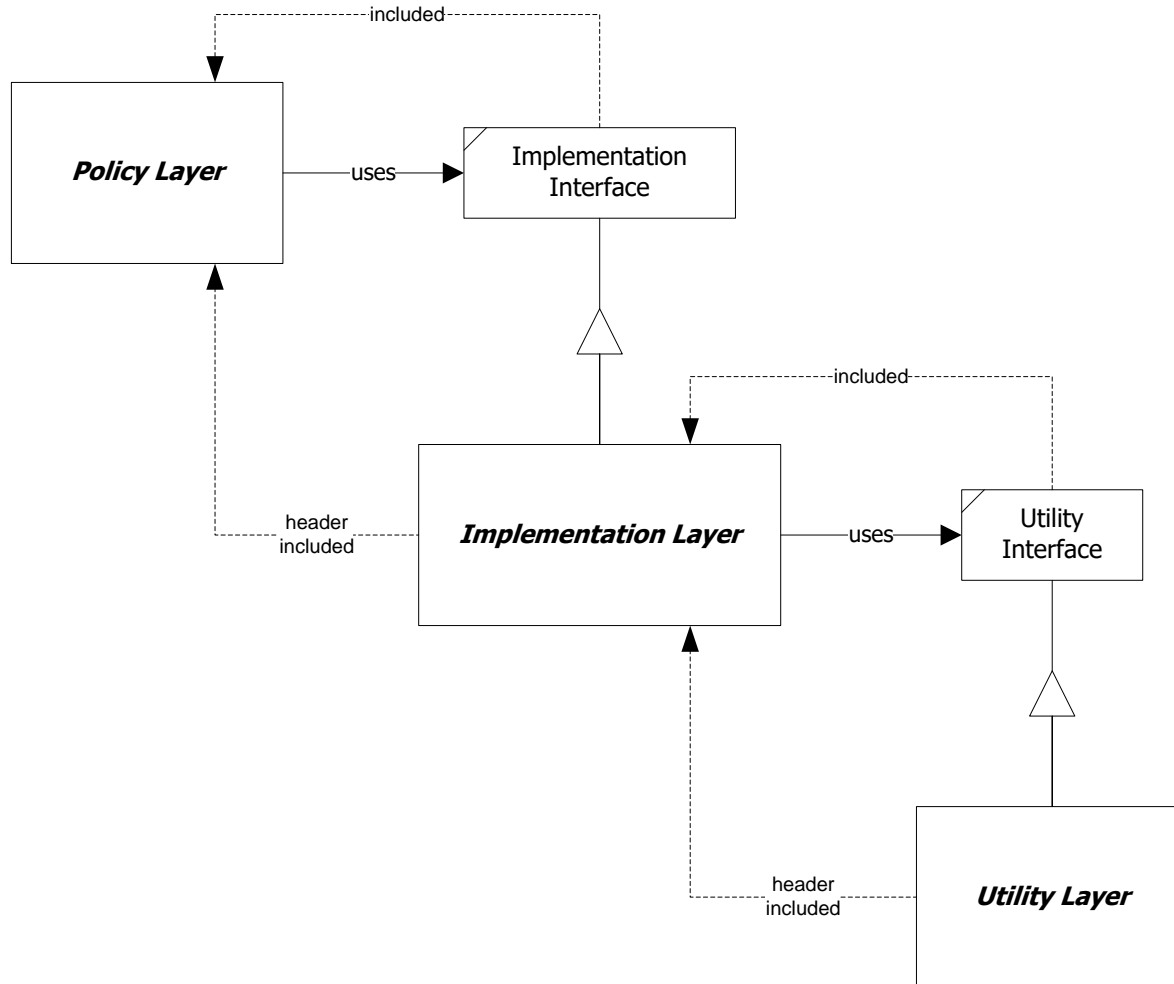 included
Policy Layer
uses
Implementation
Interface
included
header
included
Implementation Layer
uses
Utility
Interface
header
included
Utility Layer